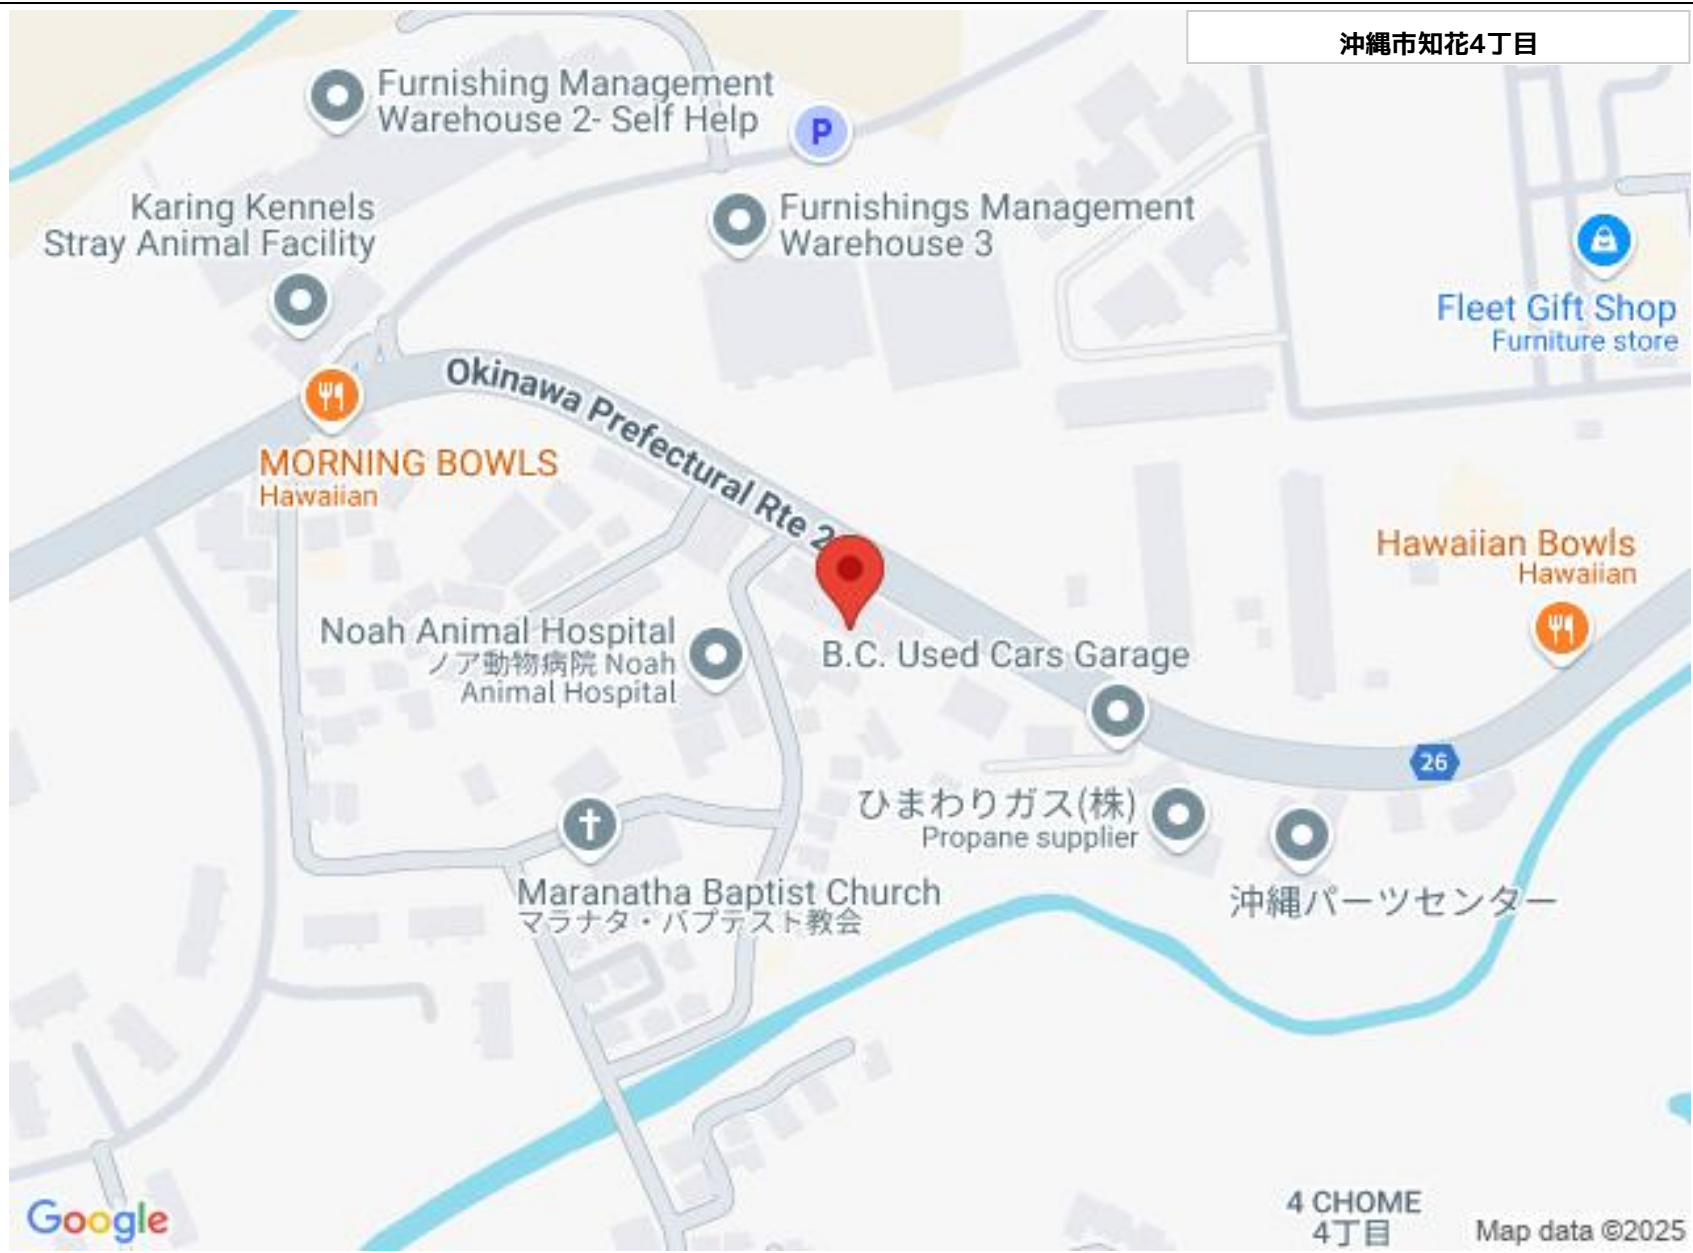 沖縄市知花4丁目
Furnishing Management
Warehouse 2- Self Help
P
Karing Kennels
Stray Animal Facility
Furnishings Management
Warehouse 3
Fleet Gift Shop
Furniture store
Okinawa Prefectural Rte 2
MORNING BOWLS
Hawaiian
Hawaiian Bowls
Hawaiian
Noah Animal Hospital
ノア動物病院 Noah
Animal Hospital
B.C. Used Cars Garage
26
ひまわりガス(株)
Propane supplier
Maranatha Baptist Church
マラナタ・バプテスト教会
沖縄パーツセンター
4 CHOME
4丁目
Google
Map data ©2025